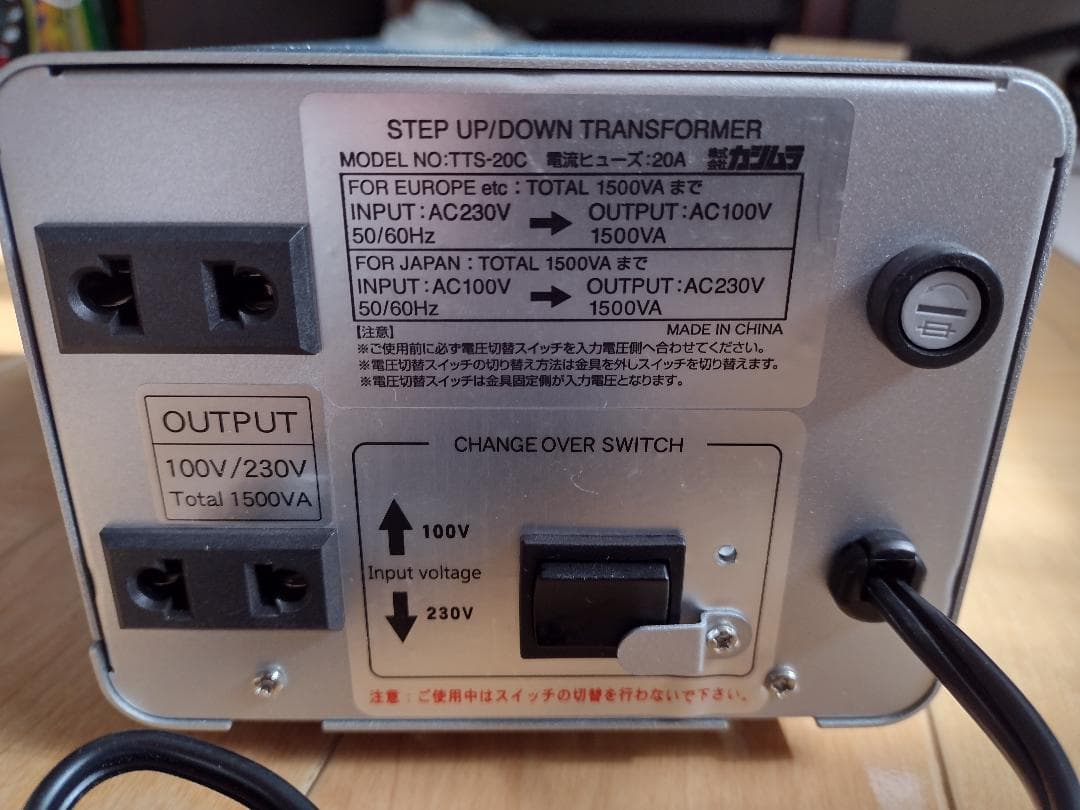 STEP UP/DOWN TRANSFORMER
MODEL NO:TTS-20C 電流ヒューズ:20A 株式会社カシムラ
FOR EUROPE etc : TOTAL 1500VA まで
INPUT : AC230V → OUTPUT : AC100V
50/60Hz 1500VA
FOR JAPAN : TOTAL 1500VA まで
INPUT : AC100V → OUTPUT : AC230V
50/60Hz 1500VA
【注意】 MADE IN CHINA
※ご使用前に必ず電圧切替スイッチを入力電圧側へ合わせてください。
※電圧切替スイッチの切り替え方法は金具を外しスイッチを切り替えます。
※電圧切替スイッチは金具固定側が入力電圧となります。
OUTPUT
100V/230V
Total 1500VA
CHANGE OVER SWITCH
↑ 100V
Input voltage
↓ 230V
注意：ご使用中はスイッチの切替を行わないで下さい。